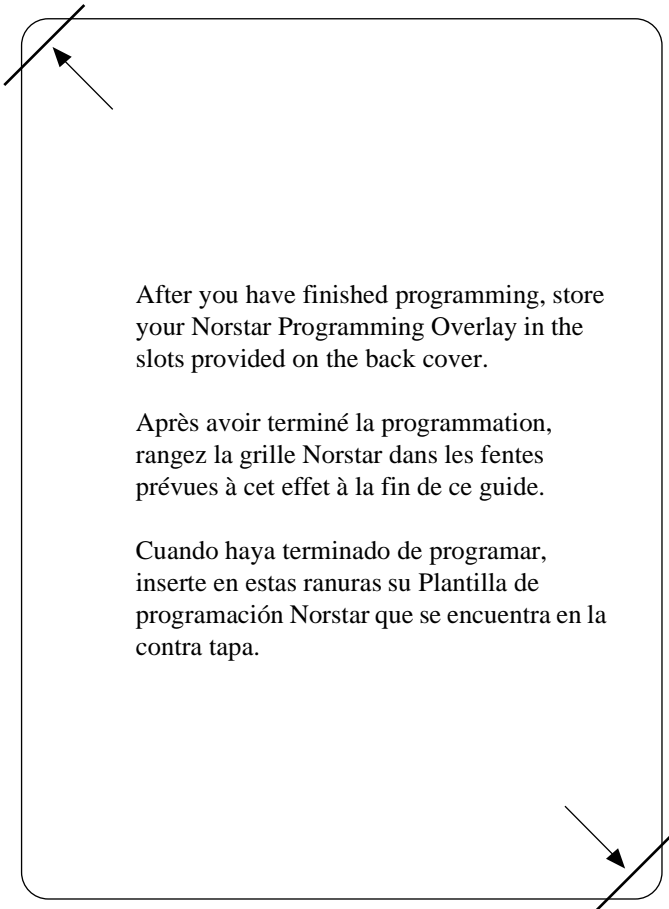 After you have finished programming, store
your Norstar Programming Overlay in the
slots provided on the back cover.
Après avoir terminé la programmation,
rangez la grille Norstar dans les fentes
prévues à cet effet à la fin de ce guide.
Cuando haya terminado de programar,
inserte en estas ranuras su Plantilla de
programación Norstar que se encuentra en la
contra tapa.